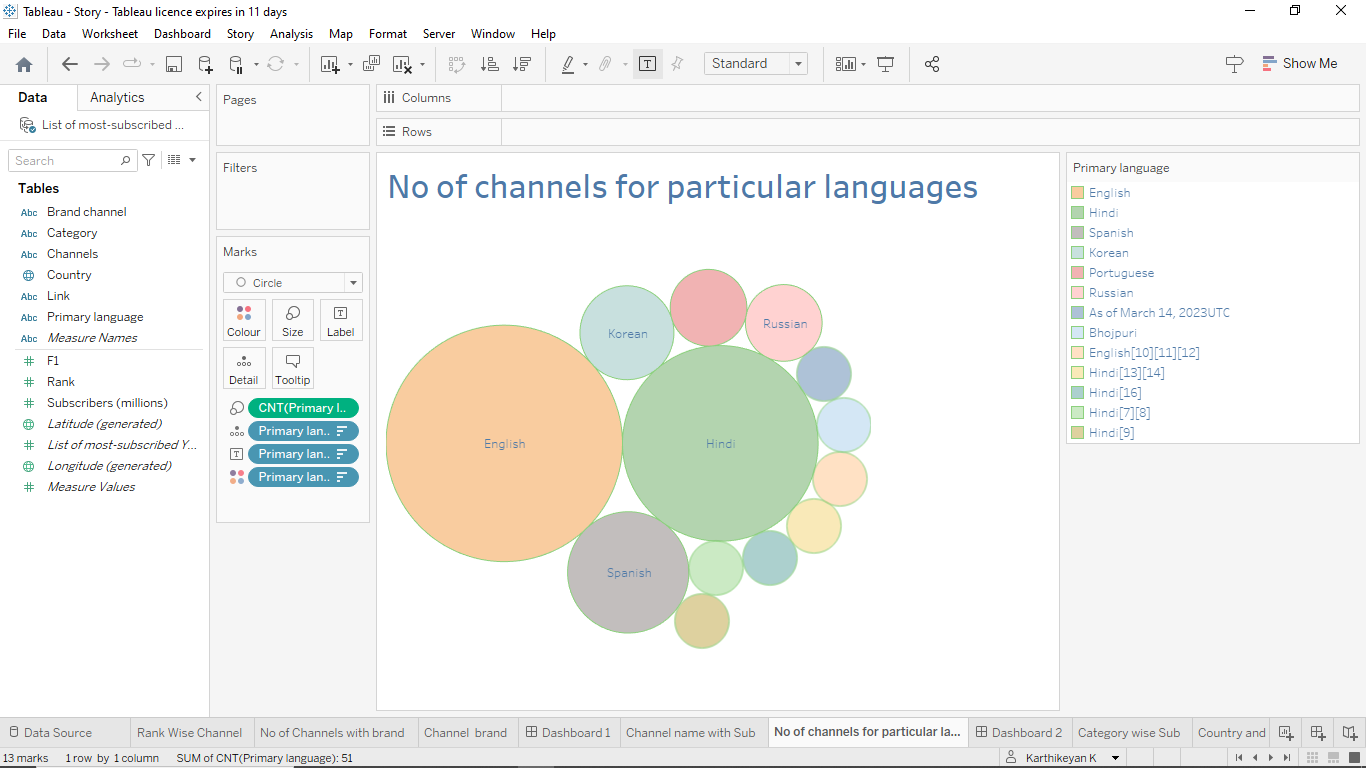 Tableau - Story - Tableau licence expires in 11 days
File Data Worksheet Dashboard Story Analysis Map Format Server Window Help
Standard
Show Me
Data Analytics
List of most-subscribed ...
Search
Tables
Abc Brand channel
Abc Category
Abc Channels
Country
Abc Link
Abc Primary language
Abc Measure Names
F1
Rank
Subscribers (millions)
Latitude (generated)
List of most-subscribed Y...
Longitude (generated)
Measure Values
Pages
Filters
Marks
Circle
Colour Size Label
Detail Tooltip
CNT(Primary l..
Primary lan..
Primary lan..
Primary lan..
Columns
Rows
No of channels for particular languages
Korean
Russian
English
Hindi
Spanish
Primary language
English
Hindi
Spanish
Korean
Portuguese
Russian
As of March 14, 2023UTC
Bhojpuri
English[10][11][12]
Hindi[13][14]
Hindi[16]
Hindi[7][8]
Hindi[9]
Data Source Rank Wise Channel No of Channels with brand Channel brand Dashboard 1 Channel name with Sub No of channels for particular la... Dashboard 2 Category wise Sub Country and
13 marks 1 row by 1 column SUM of CNT(Primary language): 51 Karthikeyan K